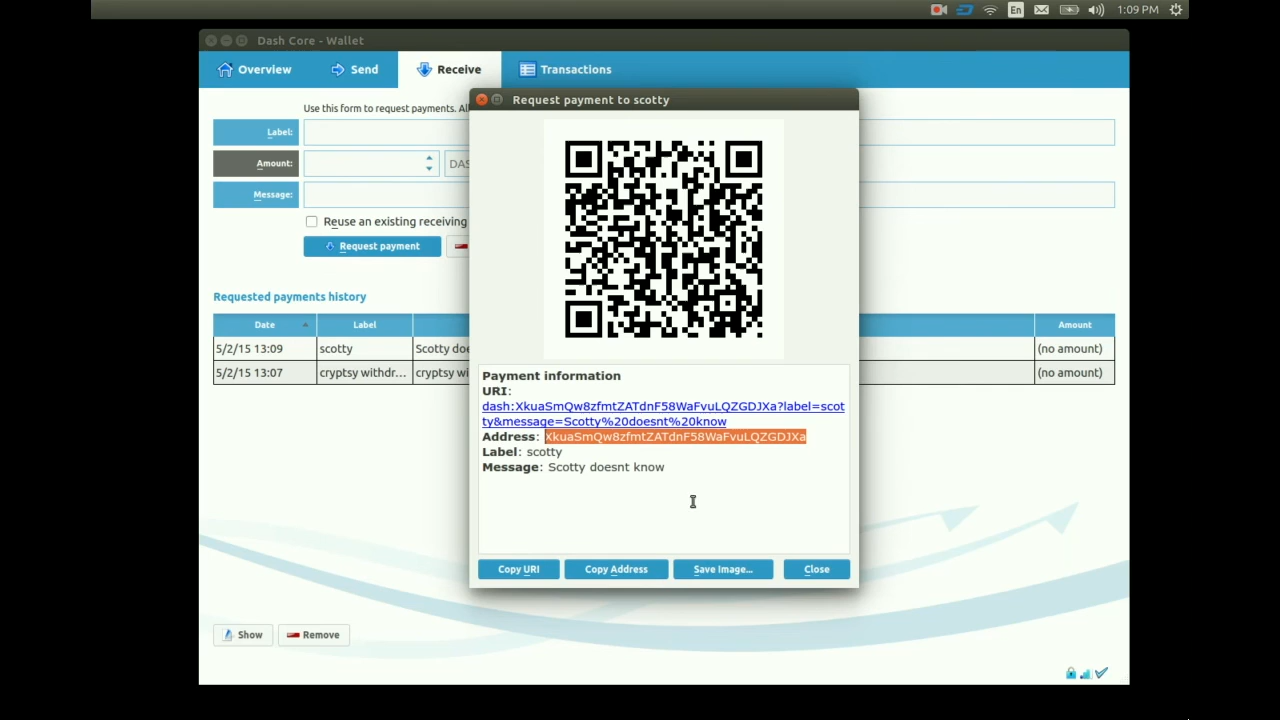 En
1:09 PM
Dash Core - Wallet
Overview
Send
Receive
Transactions
Request payment to scotty
Use this form to request payments. Al
Label:
Amount:
DAS
Message:
Reuse an existing receiving
Request payment
Requested payments history
Date
Label
Amount
5/2/15 13:09
scotty
Scotty doe
(no amount)
5/2/15 13:07
cryptsy withdr...
cryptsy wi
(no amount)
Payment information
URI:
dash:XkuaSmQw8zfmtZATdnF58WaFvuLQZGDJXa?label=scot
ty&message=Scotty%20doesnt%20know
Address: XkuaSmQw8zfmtZATdnF58WaFvuLQZGDJXa
Label: scotty
Message: Scotty doesnt know
Copy URI
Copy Address
Save Image...
Close
Show
Remove